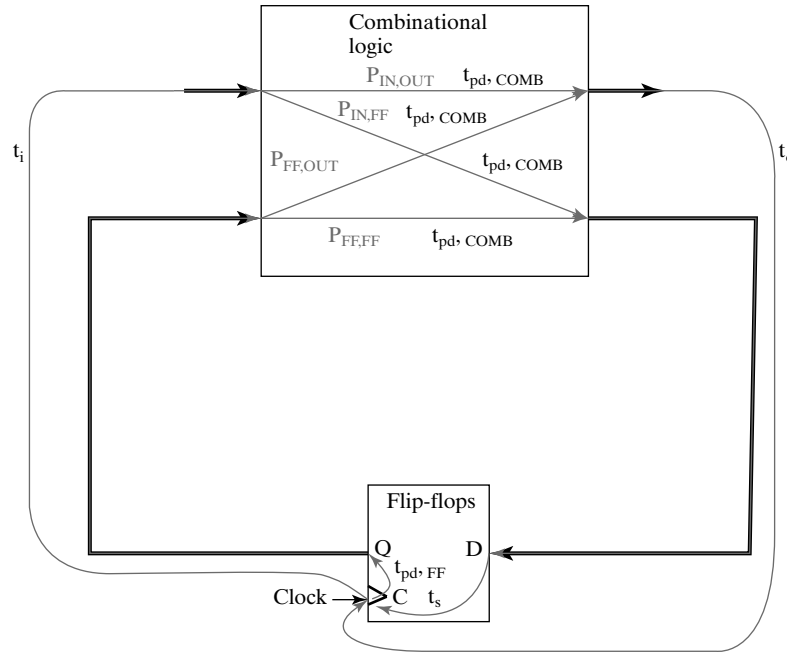 Combinational
logic
P_IN,OUT t_pd, COMB
P_IN,FF t_pd, COMB
t_i
P_FF,OUT
t_pd, COMB
P_FF,FF t_pd, COMB
Flip-flops
Q D
t_pd, FF
Clock C t_s